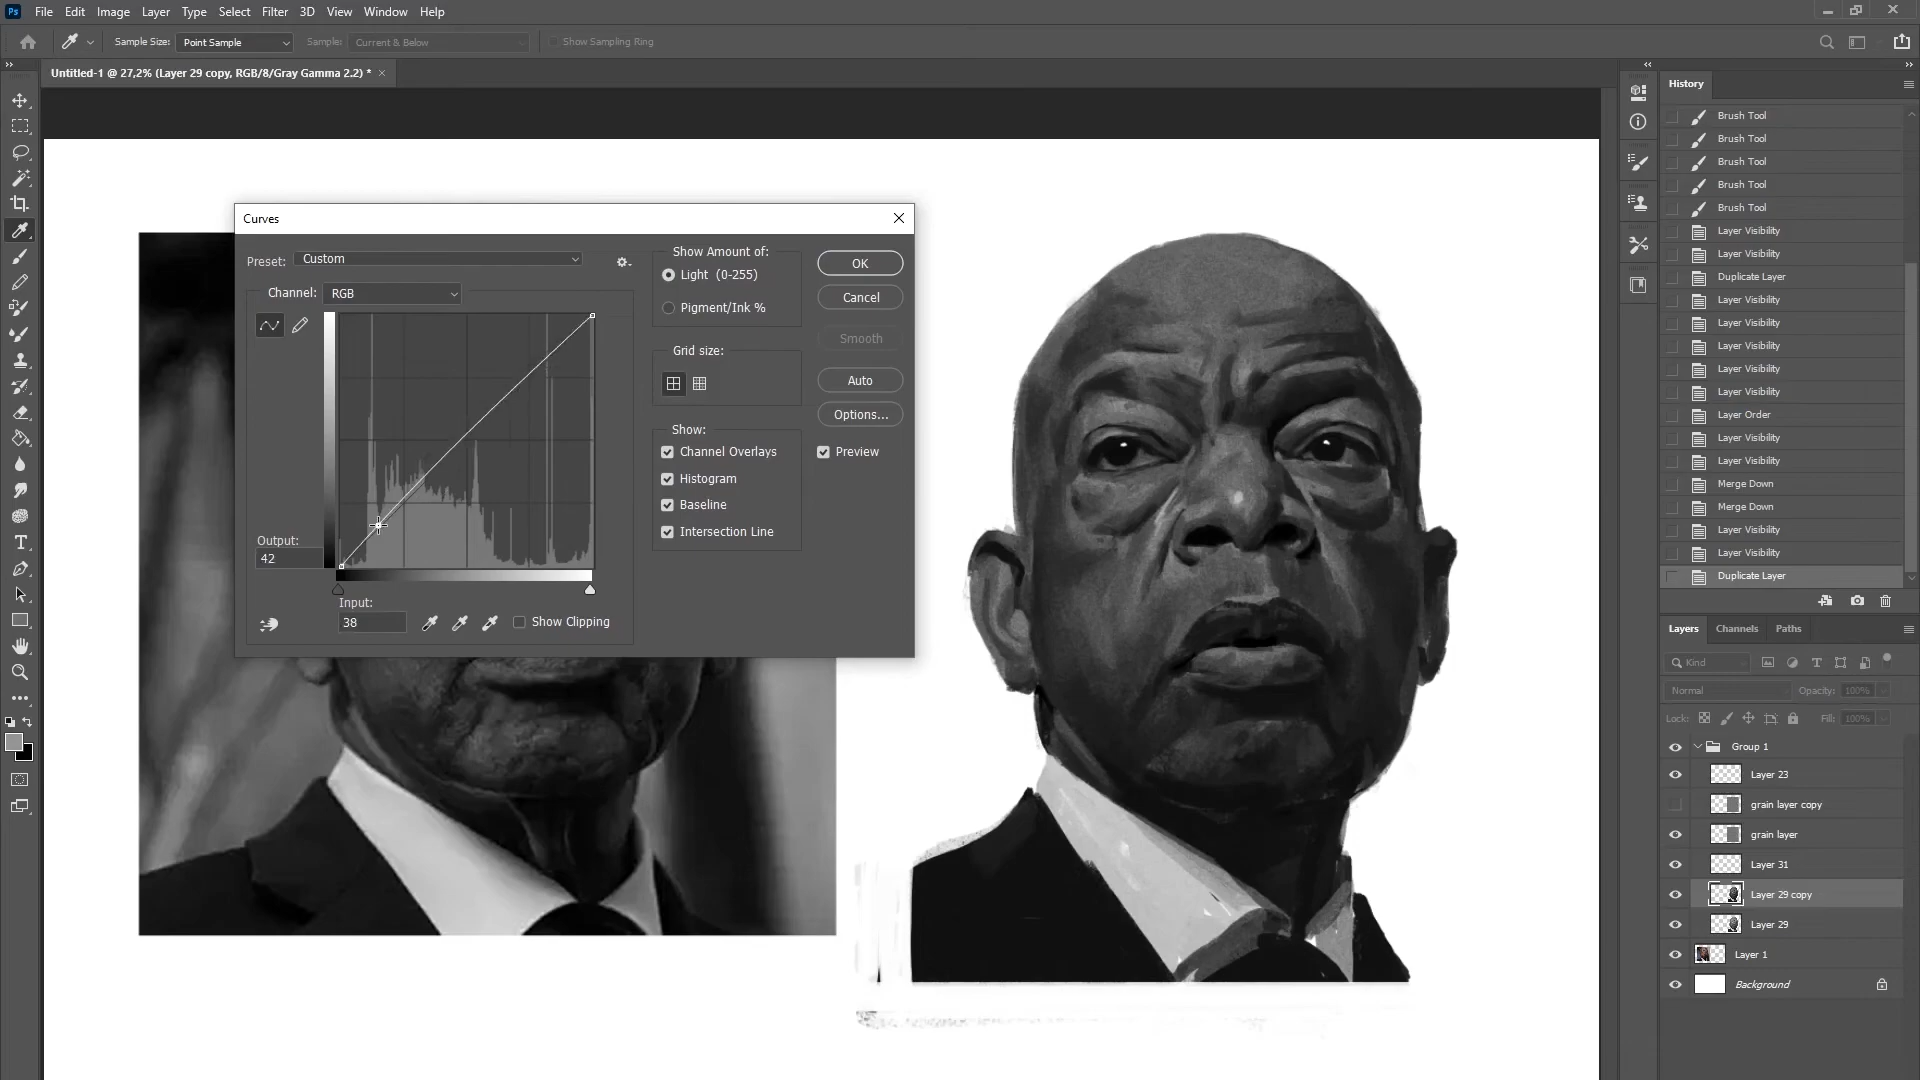 Ps File Edit Image Layer Type Select Filter 3D View Window Help
Sample Size: Point Sample Sample: Current & Below Show Sampling Ring
Untitled-1 @ 27,2% (Layer 29 copy, RGB/8/Gray Gamma 2.2) *
History
Brush Tool
Brush Tool
Brush Tool
Brush Tool
Brush Tool
Layer Visibility
Layer Visibility
Duplicate Layer
Layer Visibility
Layer Visibility
Layer Visibility
Layer Visibility
Layer Visibility
Layer Order
Layer Visibility
Layer Visibility
Merge Down
Merge Down
Layer Visibility
Layer Visibility
Duplicate Layer
Curves
Preset: Custom
Channel: RGB
Output:
42
Input:
38
Show Clipping
Show Amount of:
Light (0-255)
Pigment/Ink %
Grid size:
Show:
Channel Overlays
Histogram
Baseline
Intersection Line
OK
Cancel
Smooth
Auto
Options...
Preview
Layers Channels Paths
Kind
Normal Opacity: 100%
Lock: Fill: 100%
Group 1
Layer 23
grain layer copy
grain layer
Layer 31
Layer 29 copy
Layer 29
Layer 1
Background